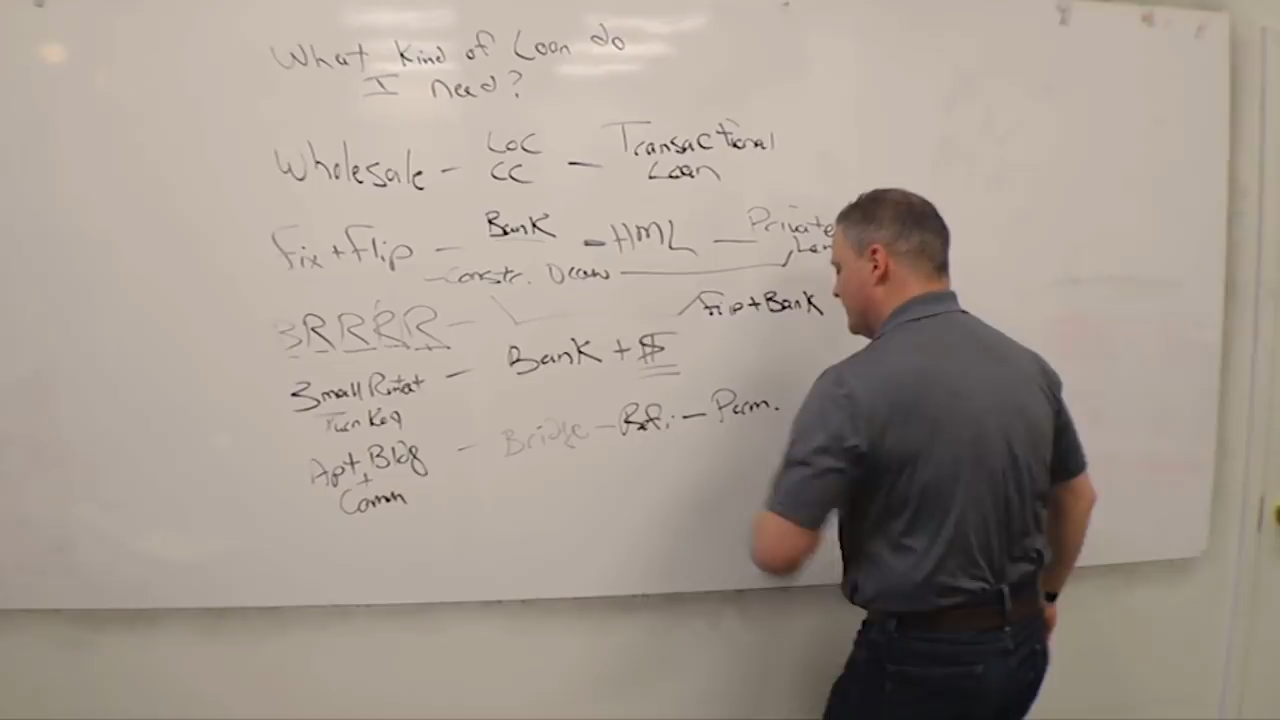 What kind of Loan do
I need?
Wholesale - LOC CC - Transactional Loan
Fix + Flip - Bank - HML - Private
Constr. Draw
BRRRR - Flip + Bank
Small Rental Turn Key - Bank + $
Apt. Bldg + Comm - Bridge - Refi - Perm.